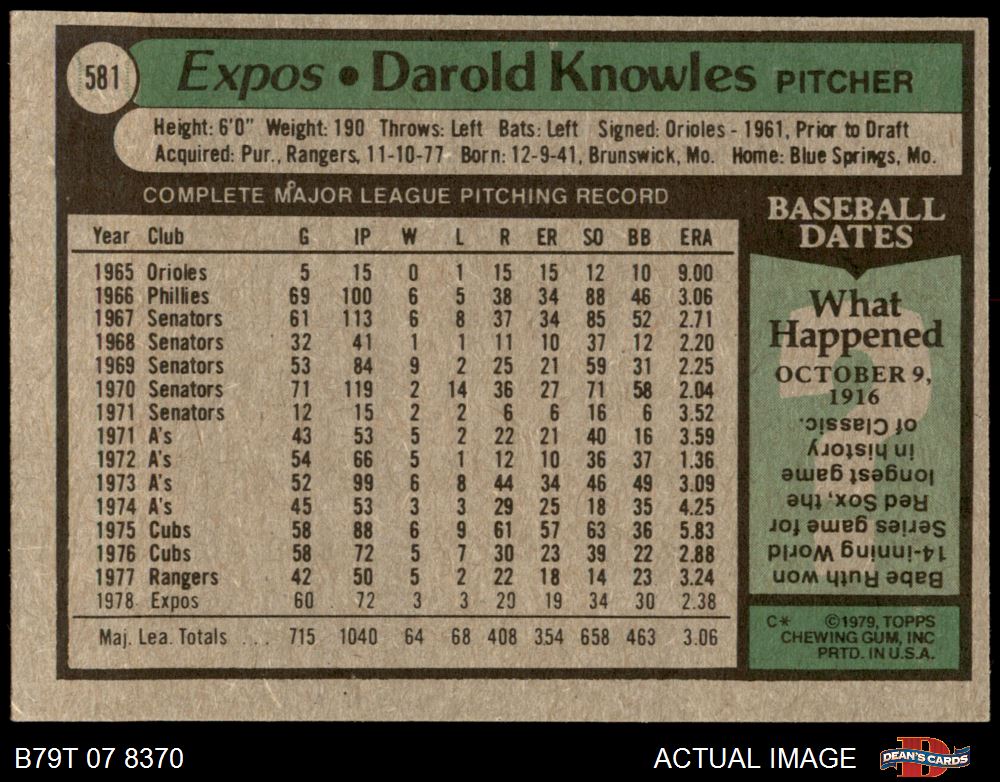 581
Expos • Darold Knowles PITCHER
Height: 6'0" Weight: 190 Throws: Left Bats: Left Signed: Orioles - 1961, Prior to Draft
Acquired: Pur., Rangers, 11-10-77 Born: 12-9-41, Brunswick, Mo. Home: Blue Springs, Mo.
COMPLETE MAJOR LEAGUE PITCHING RECORD
Year Club G IP W L R ER SO BB ERA
1965 Orioles 5 15 0 1 15 15 12 10 9.00
1966 Phillies 69 100 6 5 38 34 88 46 3.06
1967 Senators 61 113 6 8 37 34 85 52 2.71
1968 Senators 32 41 1 1 11 10 37 12 2.20
1969 Senators 53 84 9 2 25 21 59 31 2.25
1970 Senators 71 119 2 14 36 27 71 58 2.04
1971 Senators 12 15 2 2 6 6 16 6 3.52
1971 A's 43 53 5 2 22 21 40 16 3.59
1972 A's 54 66 5 1 12 10 36 37 1.36
1973 A's 52 99 6 8 44 34 46 49 3.09
1974 A's 45 53 3 3 29 25 18 35 4.25
1975 Cubs 58 88 6 9 61 57 63 36 5.83
1976 Cubs 58 72 5 7 30 23 39 22 2.88
1977 Rangers 42 50 5 2 22 18 14 23 3.24
1978 Expos 60 72 3 3 20 19 34 30 2.38
Maj. Lea. Totals ... 715 1040 64 68 408 354 658 463 3.06
BASEBALL
DATES
What
Happened
OCTOBER 9,
1916
Babe Ruth won
14-inning World
Series game for
Red Sox, the
longest game
in history
of Classic.
C* ©1979, TOPPS
CHEWING GUM, INC
PRTD. IN U.S.A.
B79T 07 8370
ACTUAL IMAGE
DEAN'S CARDS